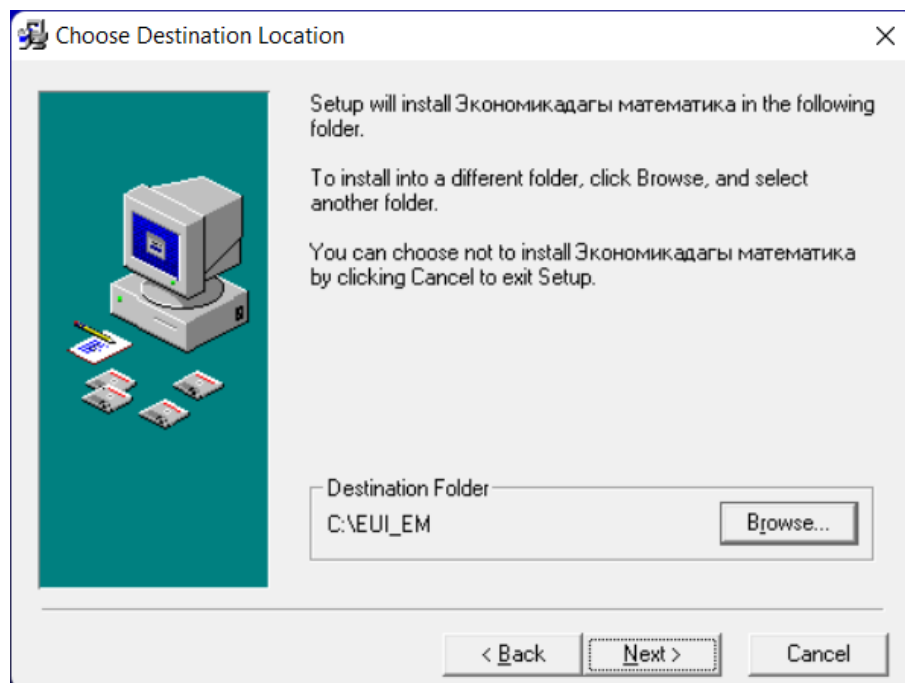 Choose Destination Location
Setup will install Экономикадагы математика in the following
folder.
To install into a different folder, click Browse, and select
another folder.
You can choose not to install Экономикадагы математика
by clicking Cancel to exit Setup.
Destination Folder
C:\EUI_EM
Browse...
< Back
Next >
Cancel